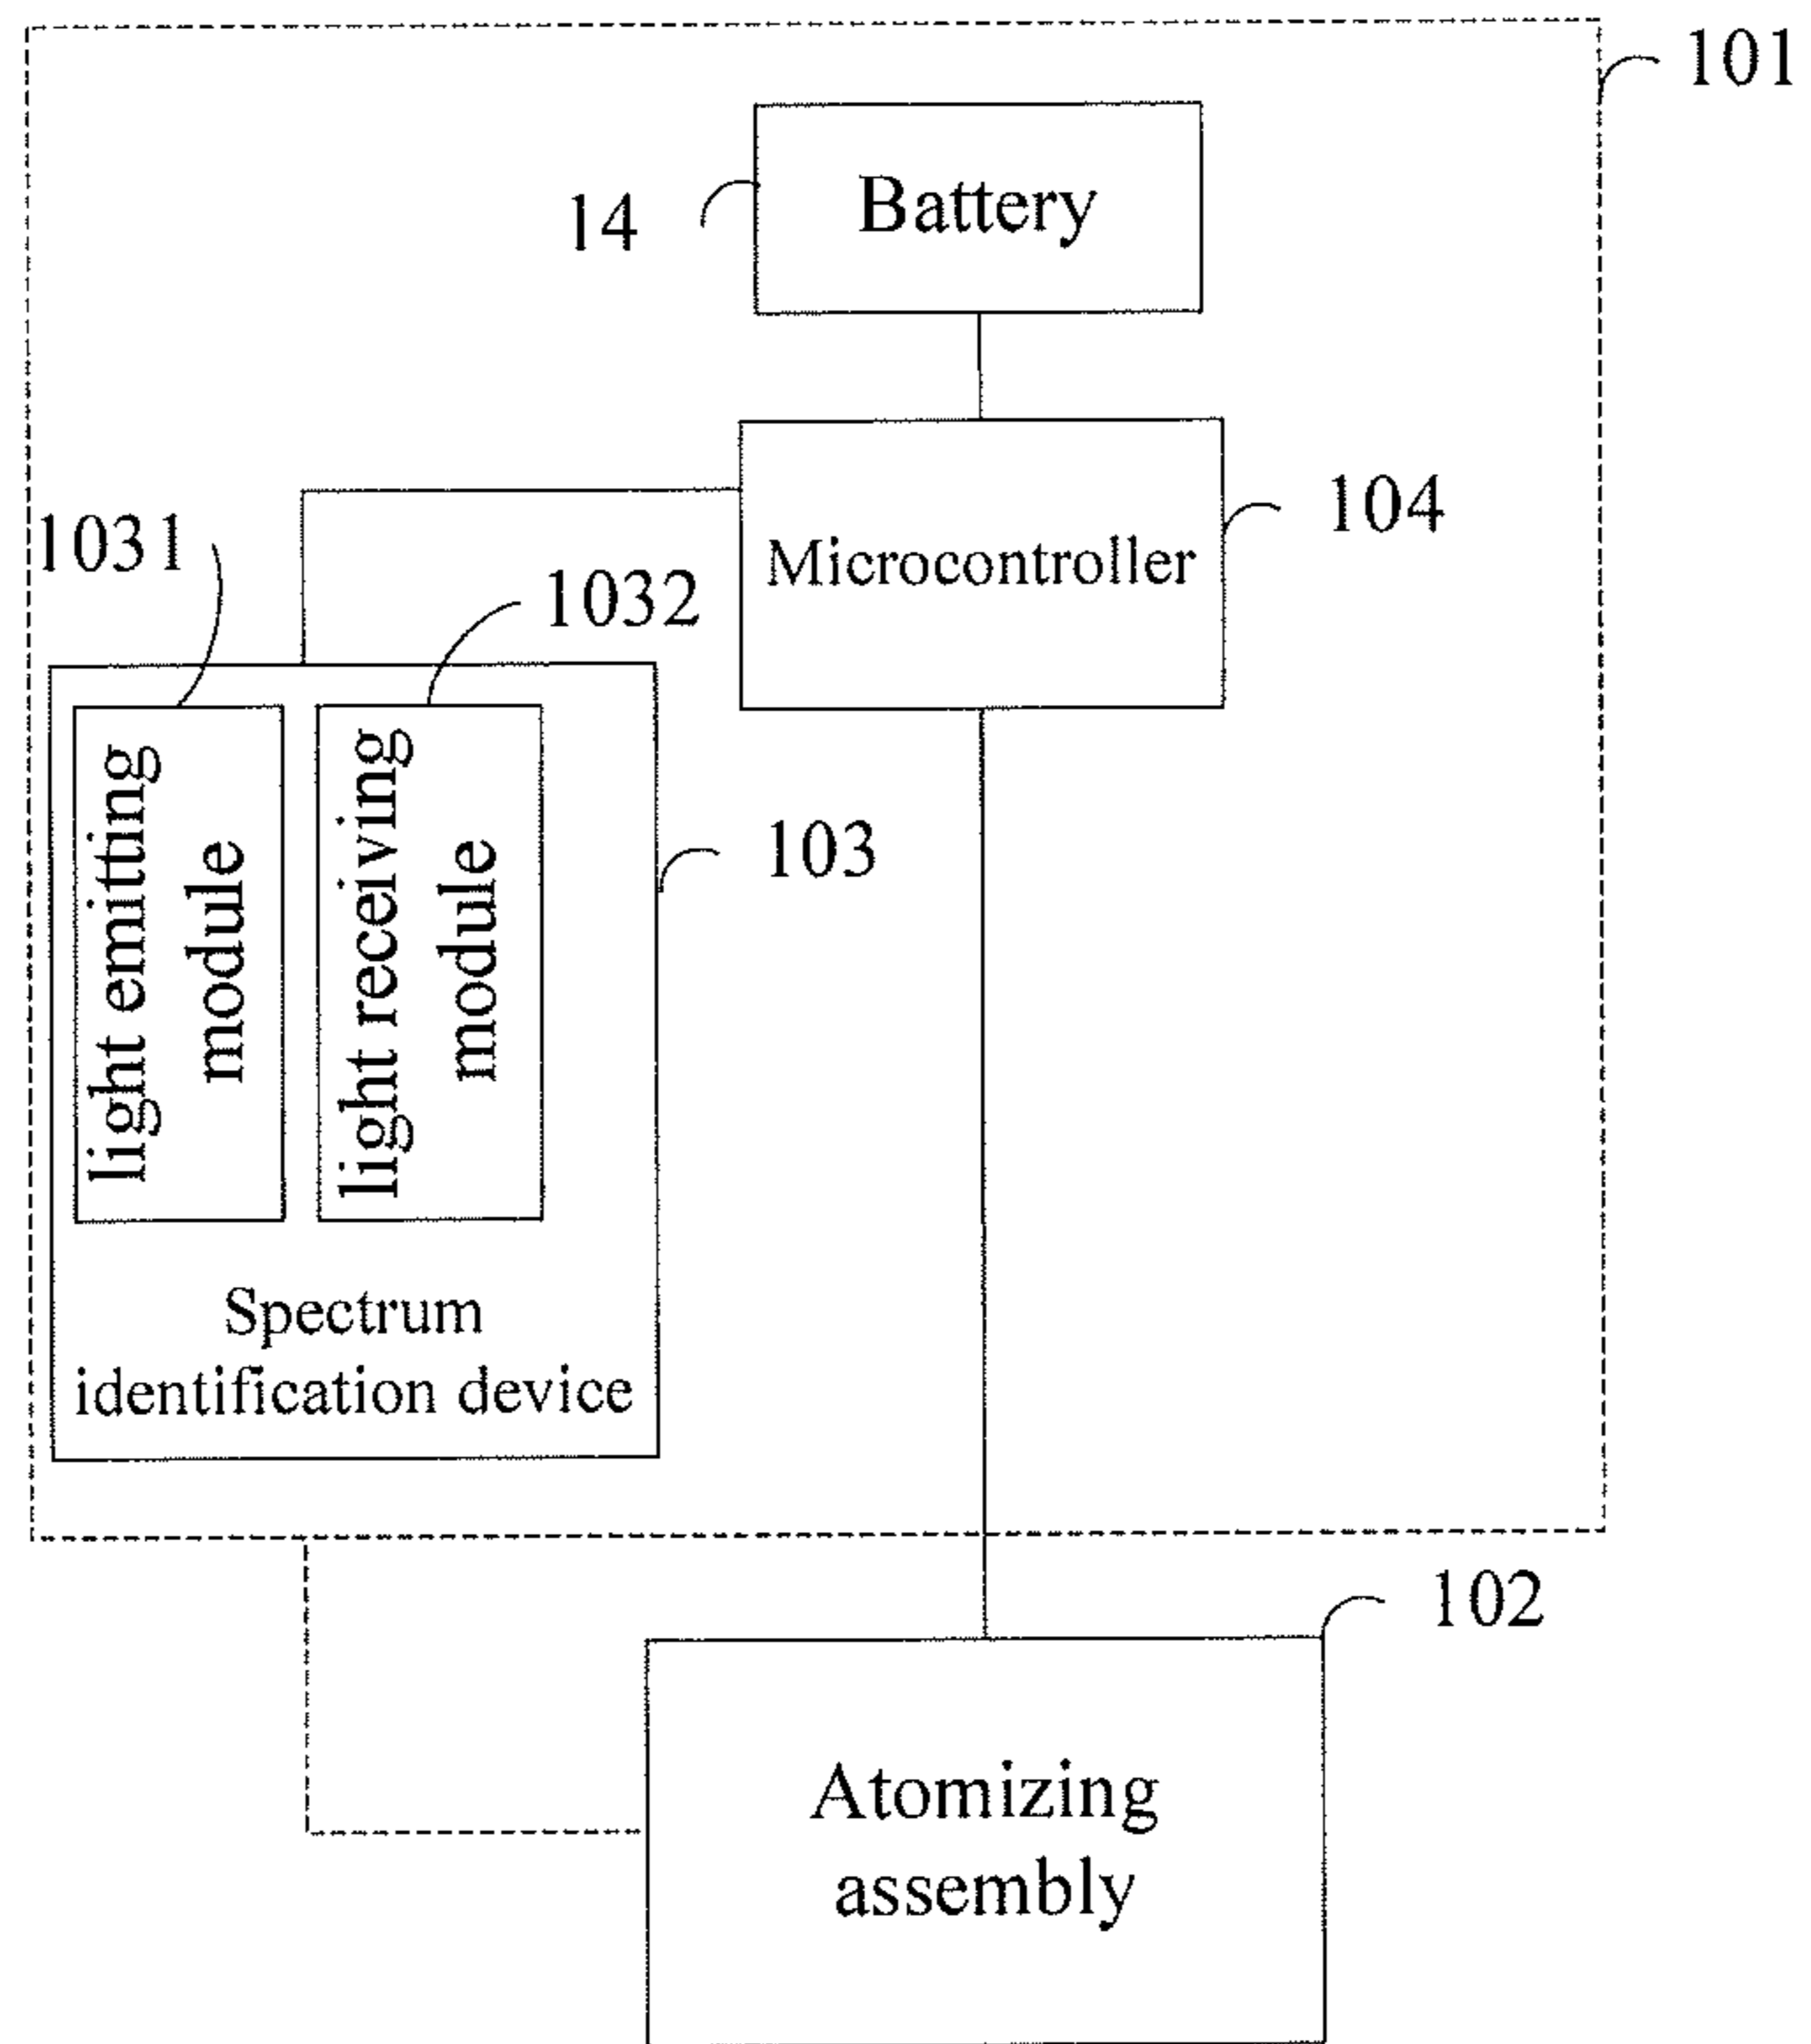 101
14
Battery
104
Microcontroller
1031
1032
light emitting
module
light receiving
module
103
Spectrum
identification device
102
Atomizing
assembly